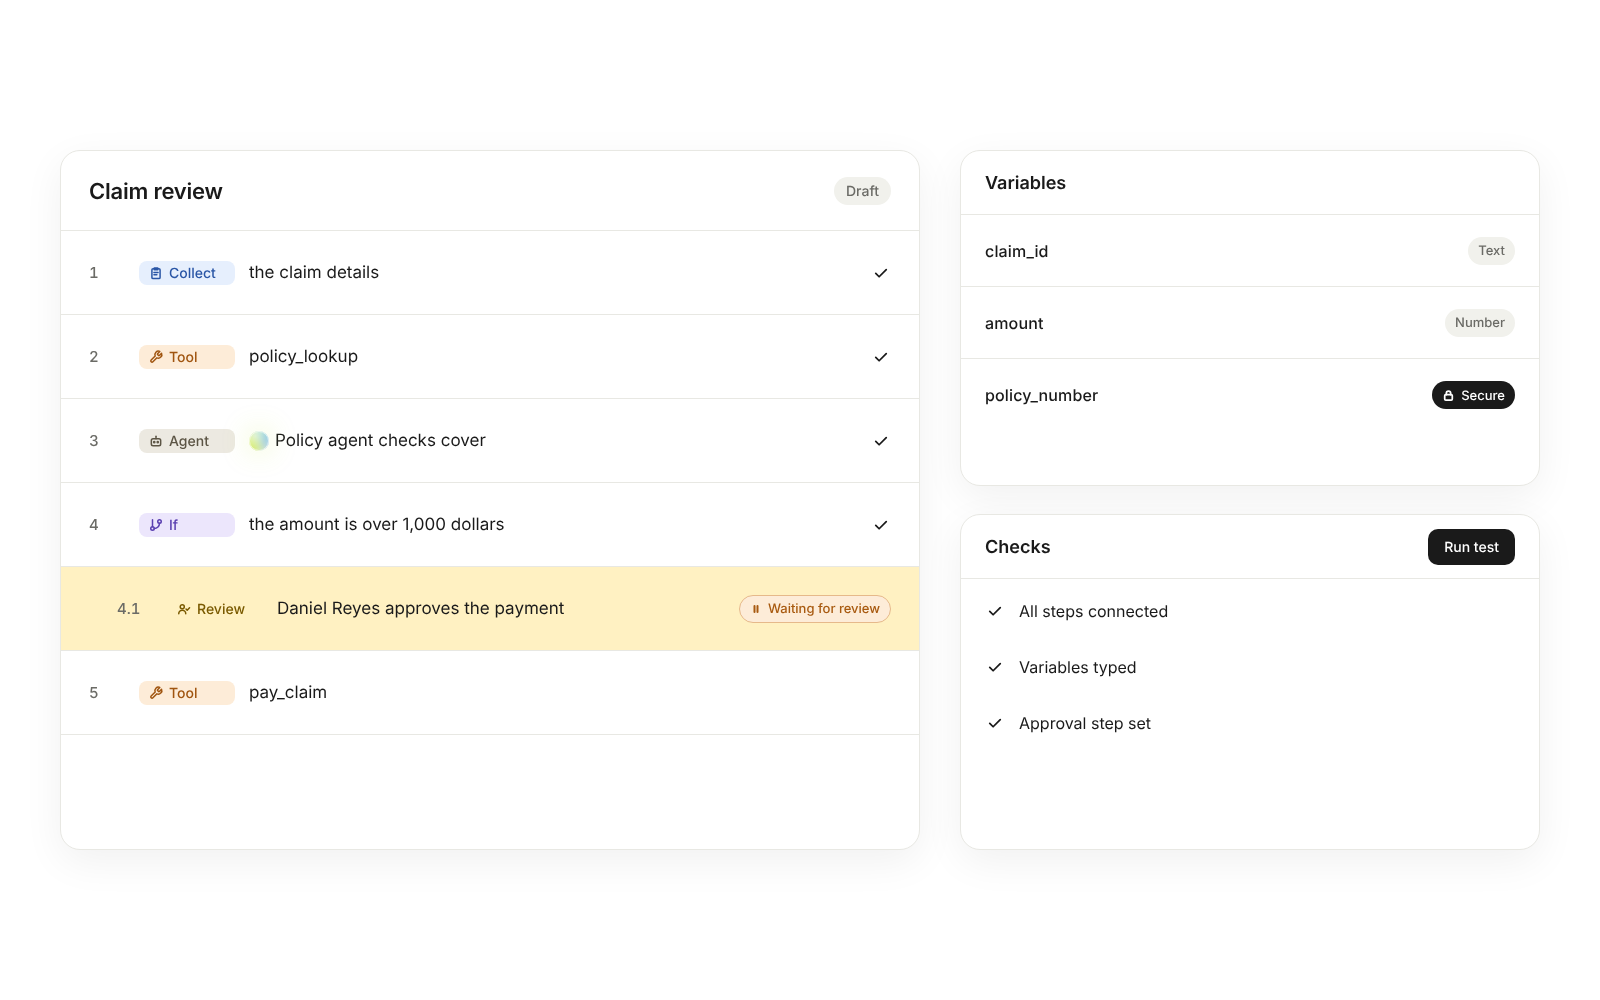 Claim review
Draft
1 Collect the claim details
2 Tool policy_lookup
3 Agent Policy agent checks cover
4 If the amount is over 1,000 dollars
4.1 Review Daniel Reyes approves the payment Waiting for review
5 Tool pay_claim
Variables
claim_id Text
amount Number
policy_number Secure
Checks
Run test
All steps connected
Variables typed
Approval step set